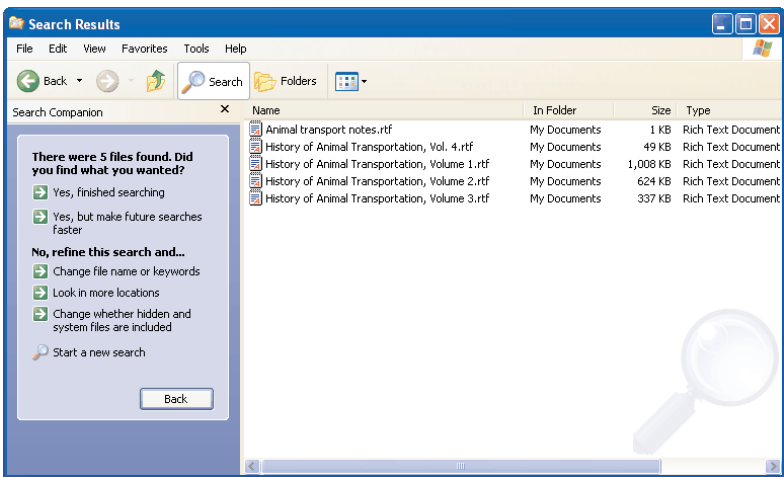 Search Results
File Edit View Favorites Tools Help
Back Search Folders
Search Companion
There were 5 files found. Did
you find what you wanted?
Yes, finished searching
Yes, but make future searches
faster
No, refine this search and...
Change file name or keywords
Look in more locations
Change whether hidden and
system files are included
Start a new search
Back
Name In Folder Size Type
Animal transport notes.rtf My Documents 1 KB Rich Text Document
History of Animal Transportation, Vol. 4.rtf My Documents 49 KB Rich Text Document
History of Animal Transportation, Volume 1.rtf My Documents 1,008 KB Rich Text Document
History of Animal Transportation, Volume 2.rtf My Documents 624 KB Rich Text Document
History of Animal Transportation, Volume 3.rtf My Documents 337 KB Rich Text Document